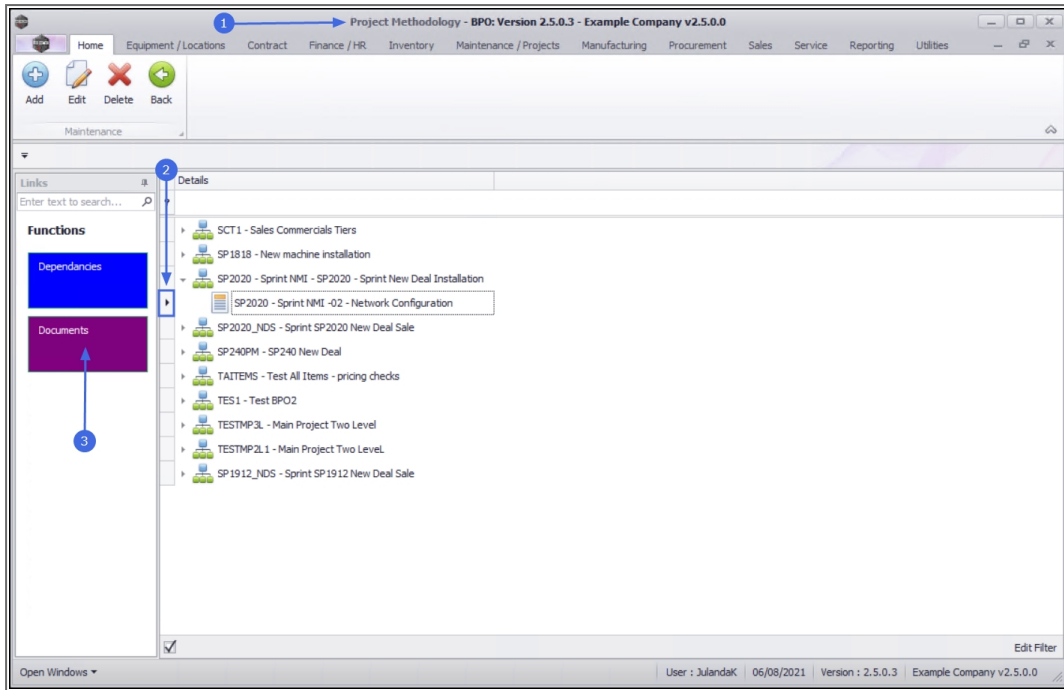 1
Project Methodology - BPO: Version 2.5.0.3 - Example Company v2.5.0.0
Home Equipment / Locations Contract Finance / HR Inventory Maintenance / Projects Manufacturing Procurement Sales Service Reporting Utilities
Add Edit Delete Back
Maintenance
2
Links
Details
Enter text to search...
Functions
SCT1 - Sales Commercials Tiers
SP1818 - New machine installation
Dependancies
SP2020 - Sprint NMI - SP2020 - Sprint New Deal Installation
SP2020 - Sprint NMI -02 - Network Configuration
Documents
SP2020_NDS - Sprint SP2020 New Deal Sale
SP240PM - SP240 New Deal
TAITEMS - Test All Items - pricing checks
TES1 - Test BPO2
TESTMP3L - Main Project Two Level
3
TESTMP2L1 - Main Project Two LeveL
SP1912_NDS - Sprint SP1912 New Deal Sale
Edit Filter
Open Windows
User : JulandaK 06/08/2021 Version : 2.5.0.3 Example Company v2.5.0.0